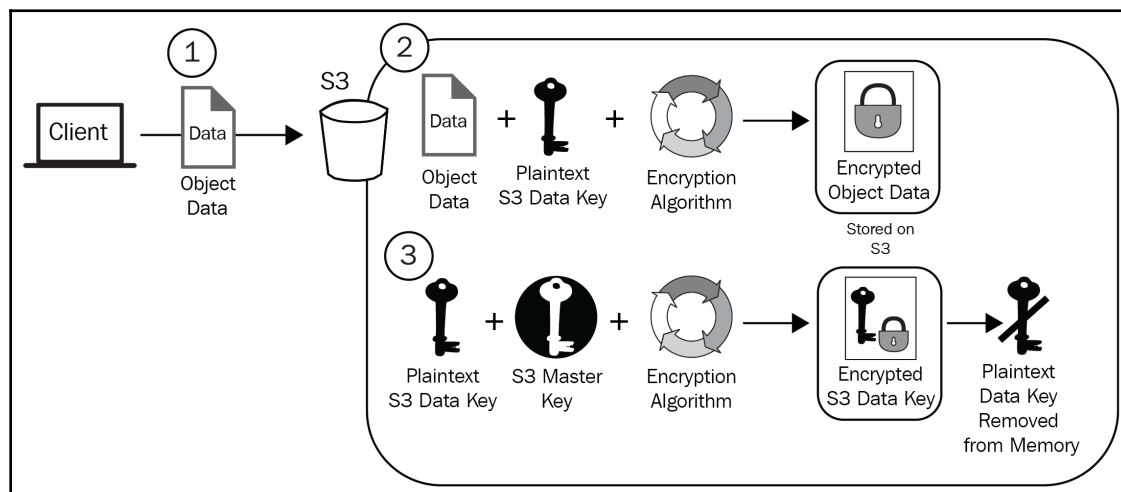 1
2
S3
Client
Data
Object
Data
Data
+
+
Object
Data
Plaintext
S3 Data Key
Encryption
Algorithm
Encrypted
Object Data
Stored on
S3
3
+
+
Plaintext
S3 Data Key
S3 Master
Key
Encryption
Algorithm
Encrypted
S3 Data Key
Plaintext
Data Key
Removed
from Memory